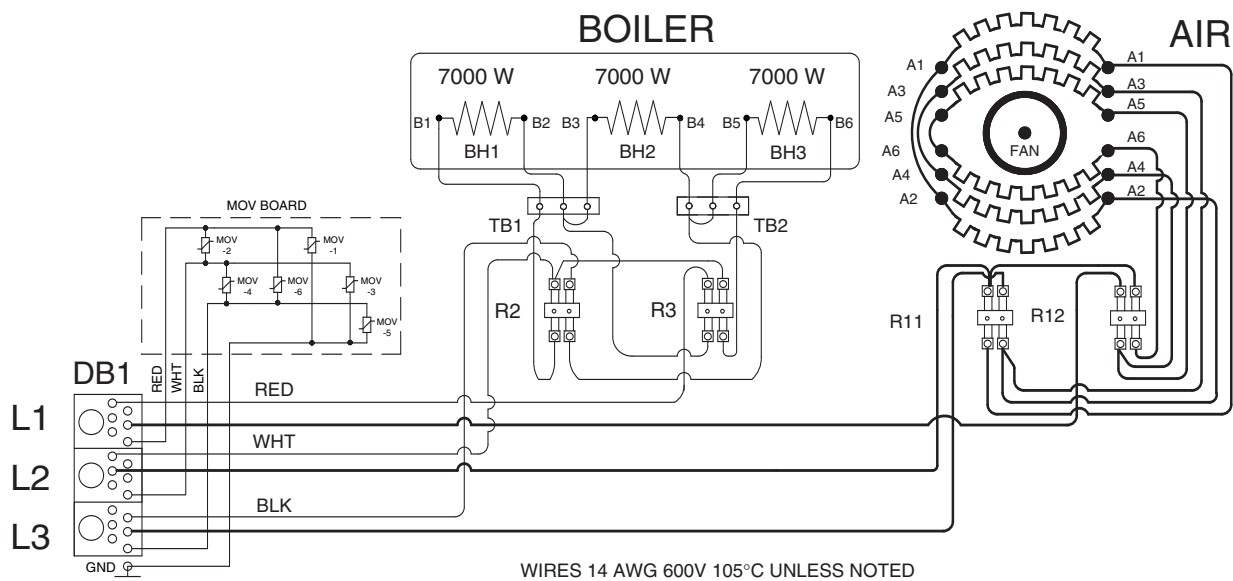 BOILER
AIR
7000 W 7000 W 7000 W
B1 B2 B3 B4 B5 B6
BH1 BH2 BH3
A1 A1
A3 A3
A5 A5
FAN
A6 A6
A4 A4
A2 A2
TB1 TB2
MOV BOARD
MOV
-2
MOV
-1
MOV
-4
MOV
-6
MOV
-3
MOV
-5
R2 R3
R11 R12
DB1
RED
WHT
BLK
L1
RED
L2
WHT
L3
BLK
GND
WIRES 14 AWG 600V 105°C UNLESS NOTED